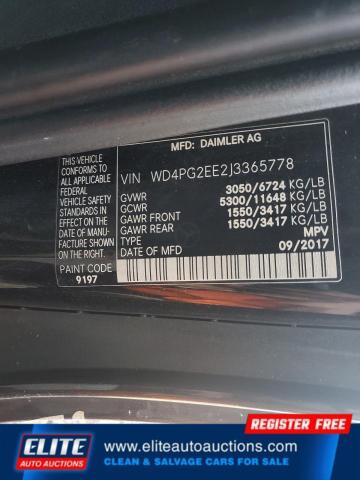 MFD: DAIMLER AG
THIS VEHICLE
CONFORMS TO
ALL APPLICABLE
FEDERAL
VEHICLE SAFETY
STANDARDS
IN EFFECT ON
THE DATE OF
MANUFACTURE
SHOWN
ON THE RIGHT.
PAINT CODE
9197
VIN WD4PG2EE2J3365778
GVWR 3050/6724 KG/LB
GCWR 5300/11648 KG/LB
GAWR FRONT 1550/3417 KG/LB
GAWR REAR 1550/3417 KG/LB
TYPE MPV
DATE OF MFD. 09/2017
REGISTER FREE
ELITE
AUTO AUCTIONS
www.eliteautoauctions.com
CLEAN & SALVAGE CARS FOR SALE